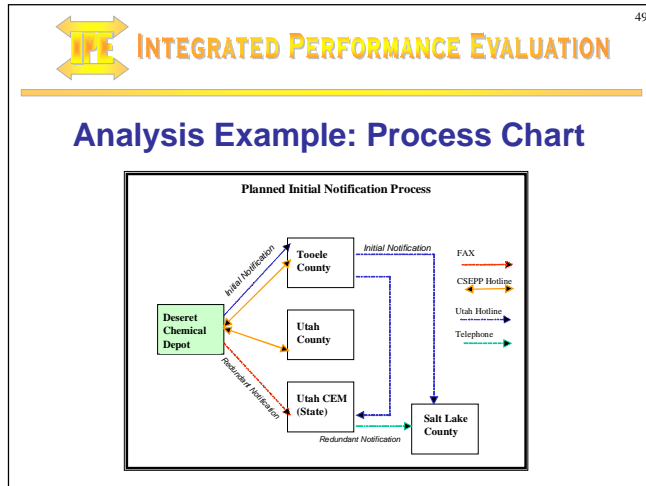 49
IPE INTEGRATED PERFORMANCE EVALUATION
Analysis Example: Process Chart
Planned Initial Notification Process
Initial Notification
Tooele
County
Initial Notification
FAX
CSEPP Hotline
Utah Hotline
Telephone
Deseret
Chemical
Depot
Utah
County
Redundant Notification
Utah CEM
(State)
Redundant Notification
Salt Lake
County